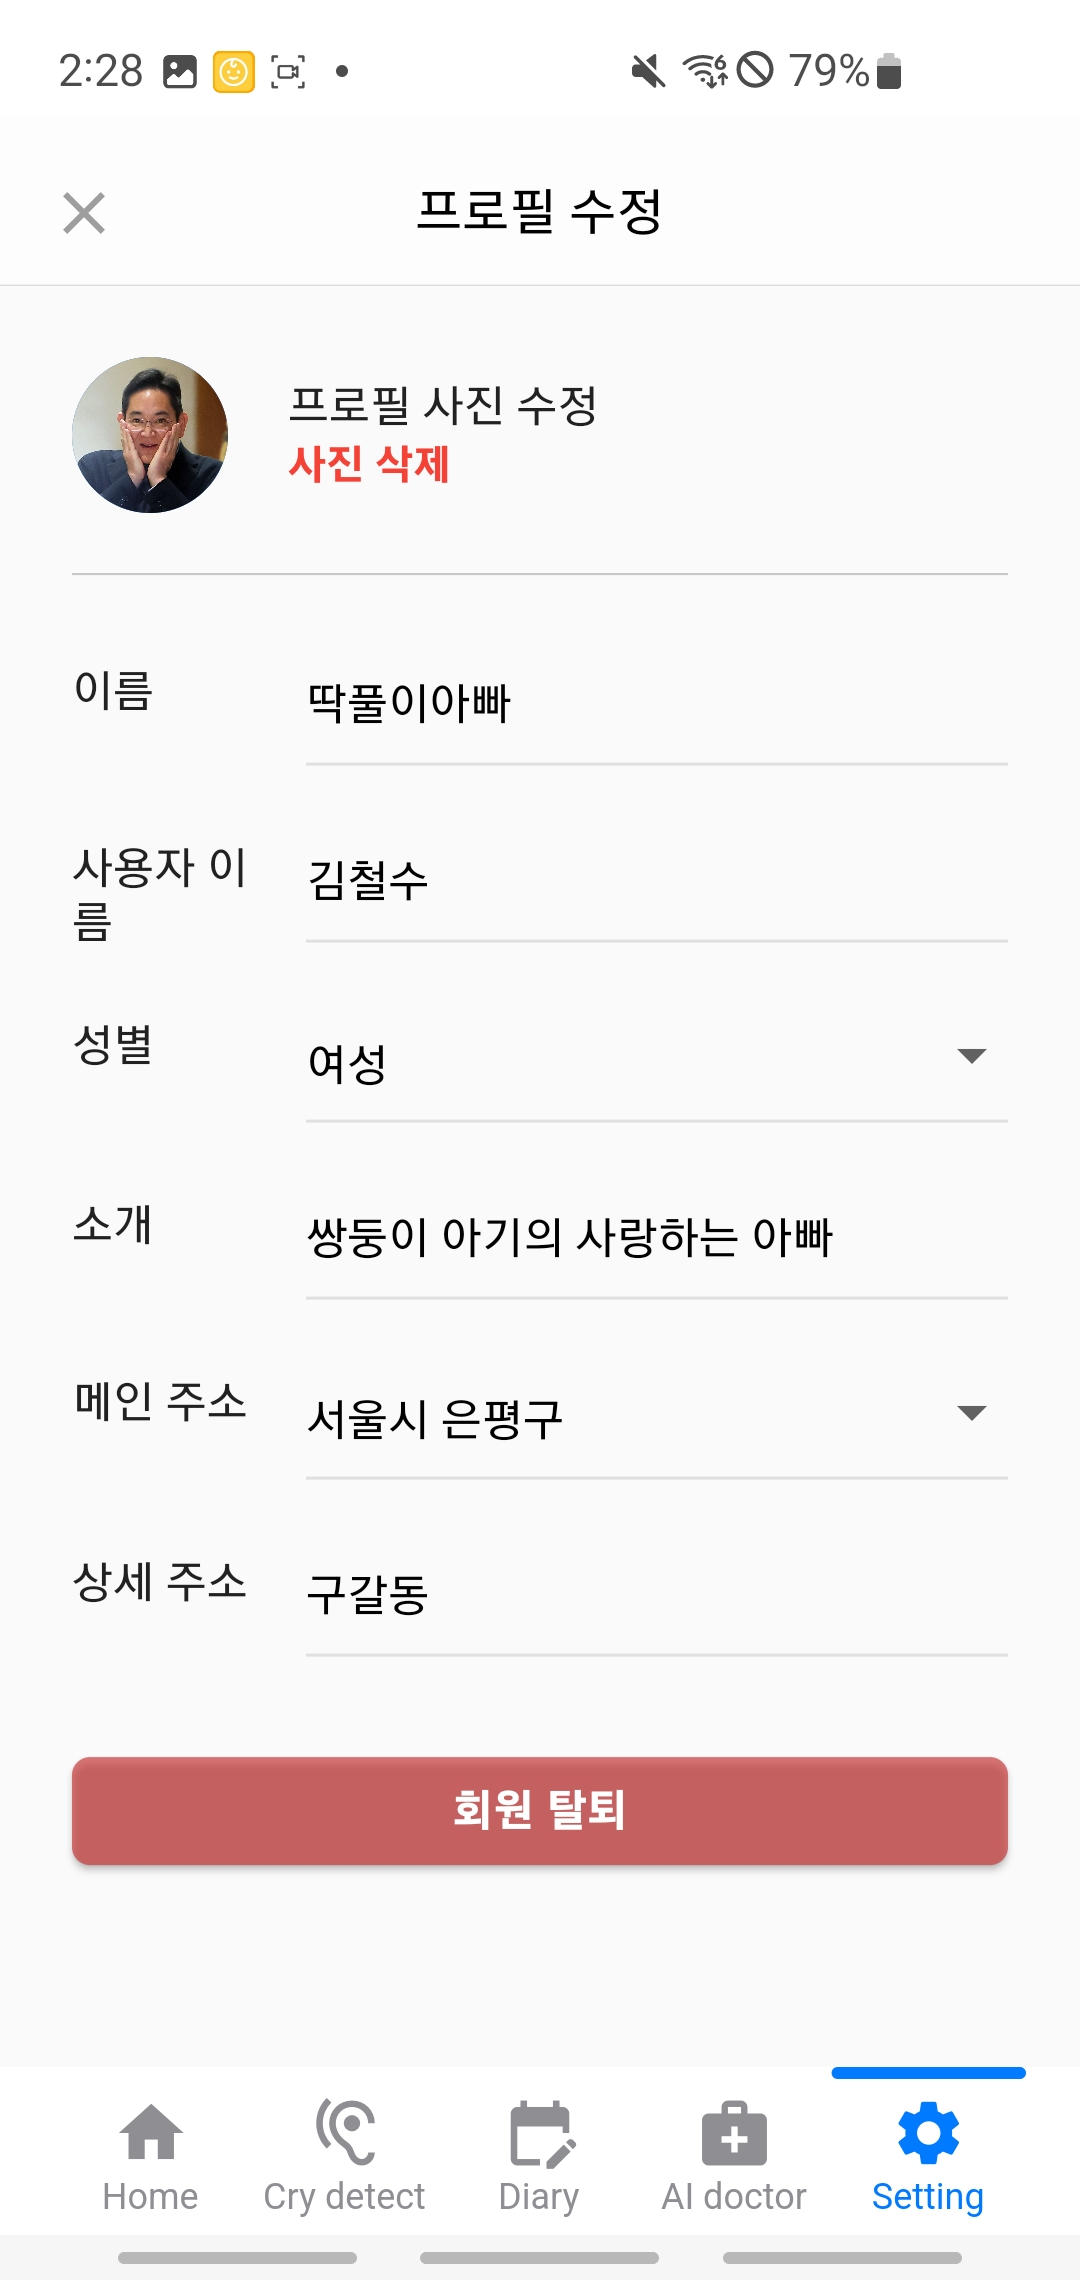 2:28
79%
프로필 수정
프로필 사진 수정
사진 삭제
이름
딱풀이아빠
사용자 이
름
김철수
성별
여성
소개
쌍둥이 아기의 사랑하는 아빠
메인 주소
서울시 은평구
상세 주소
구갈동
회원 탈퇴
Home
Cry detect
Diary
AI doctor
Setting